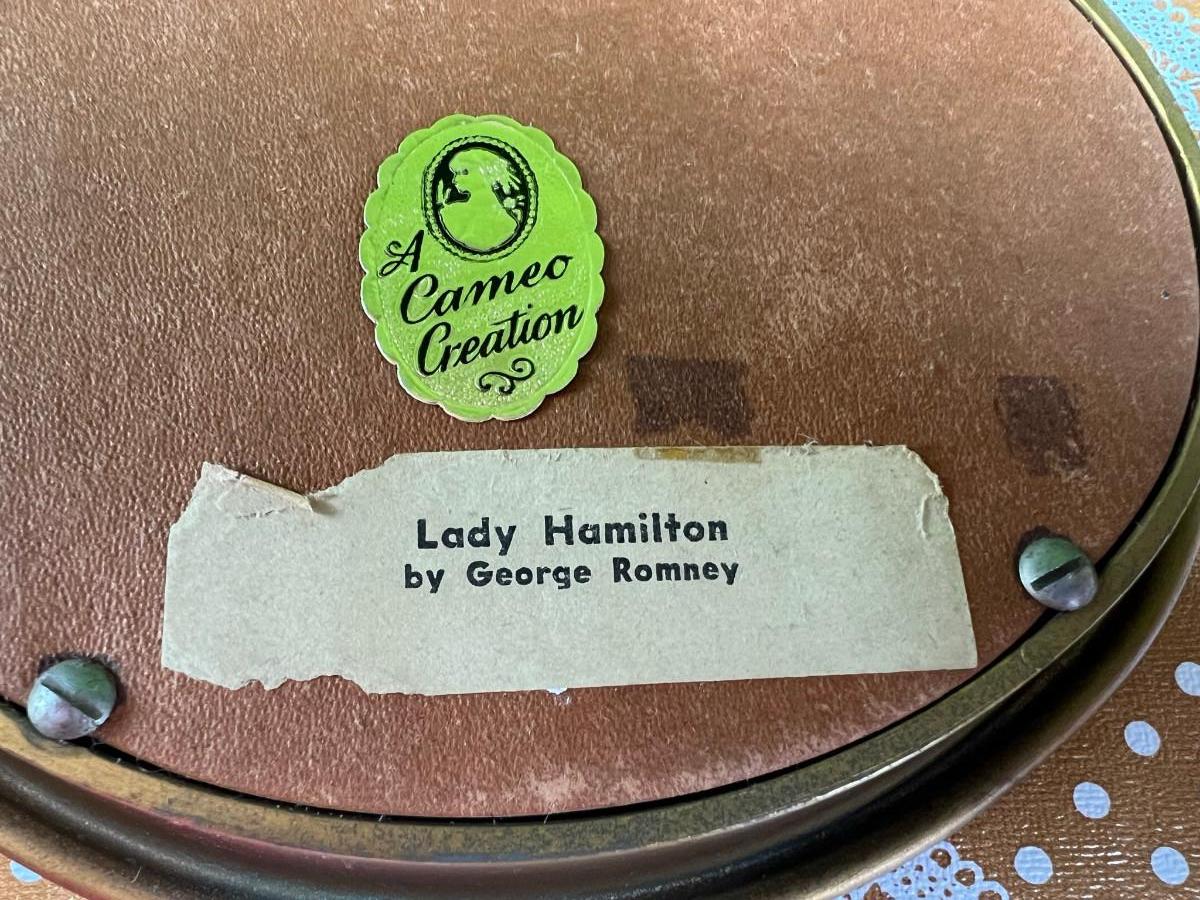 A
Cameo
Creation
Lady Hamilton
by George Romney